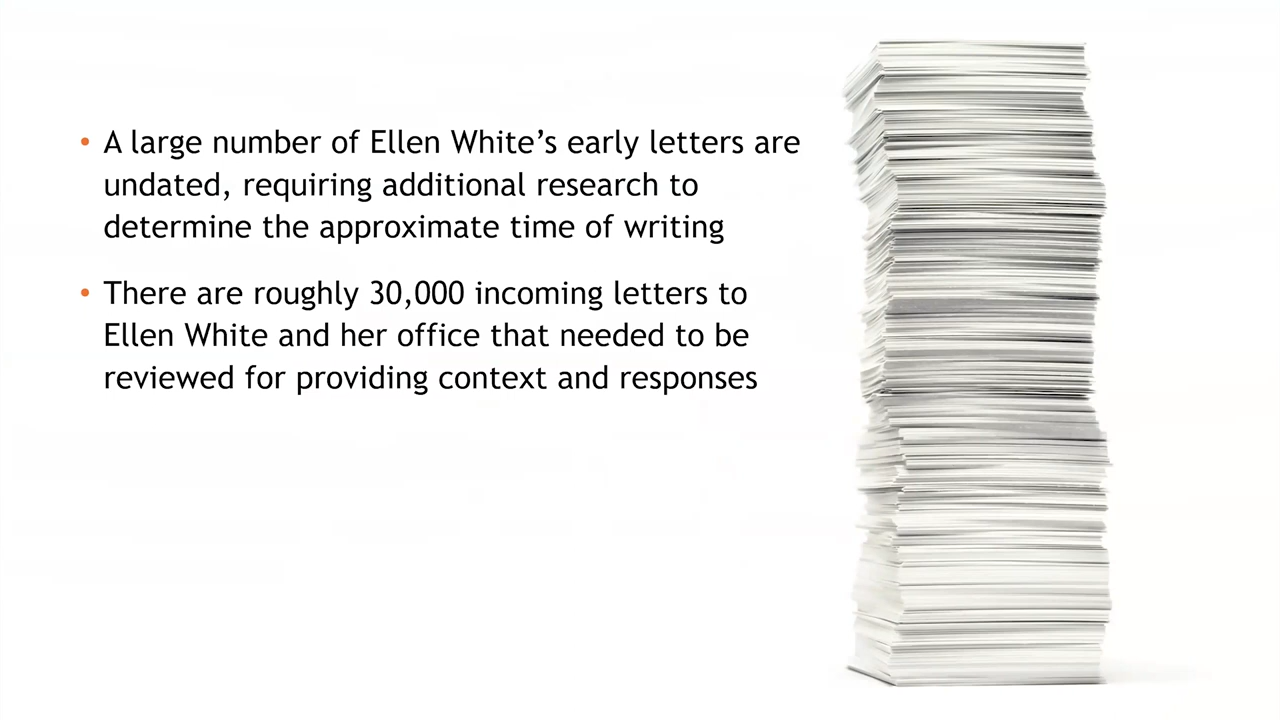 • A large number of Ellen White’s early letters are
undated, requiring additional research to
determine the approximate time of writing
• There are roughly 30,000 incoming letters to
Ellen White and her office that needed to be
reviewed for providing context and responses